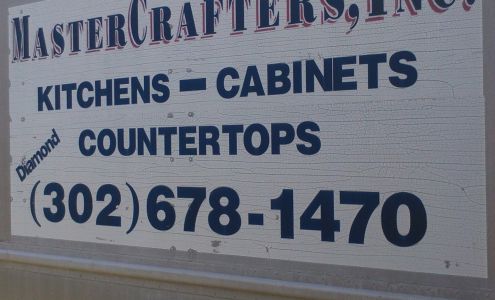 MASTERCRAFTERS, INC.
KITCHENS - CABINETS
Diamond COUNTERTOPS
(302) 678-1470